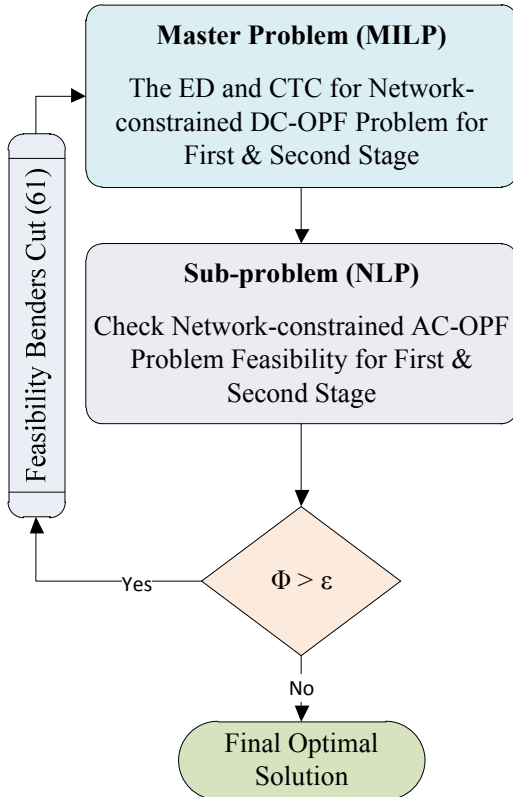 Master Problem (MILP)
The ED and CTC for Network-
constrained DC-OPF Problem for
First & Second Stage
Feasibility Benders Cut (61)
Sub-problem (NLP)
Check Network-constrained AC-OPF
Problem Feasibility for First &
Second Stage
Φ > ε
Yes
No
Final Optimal
Solution